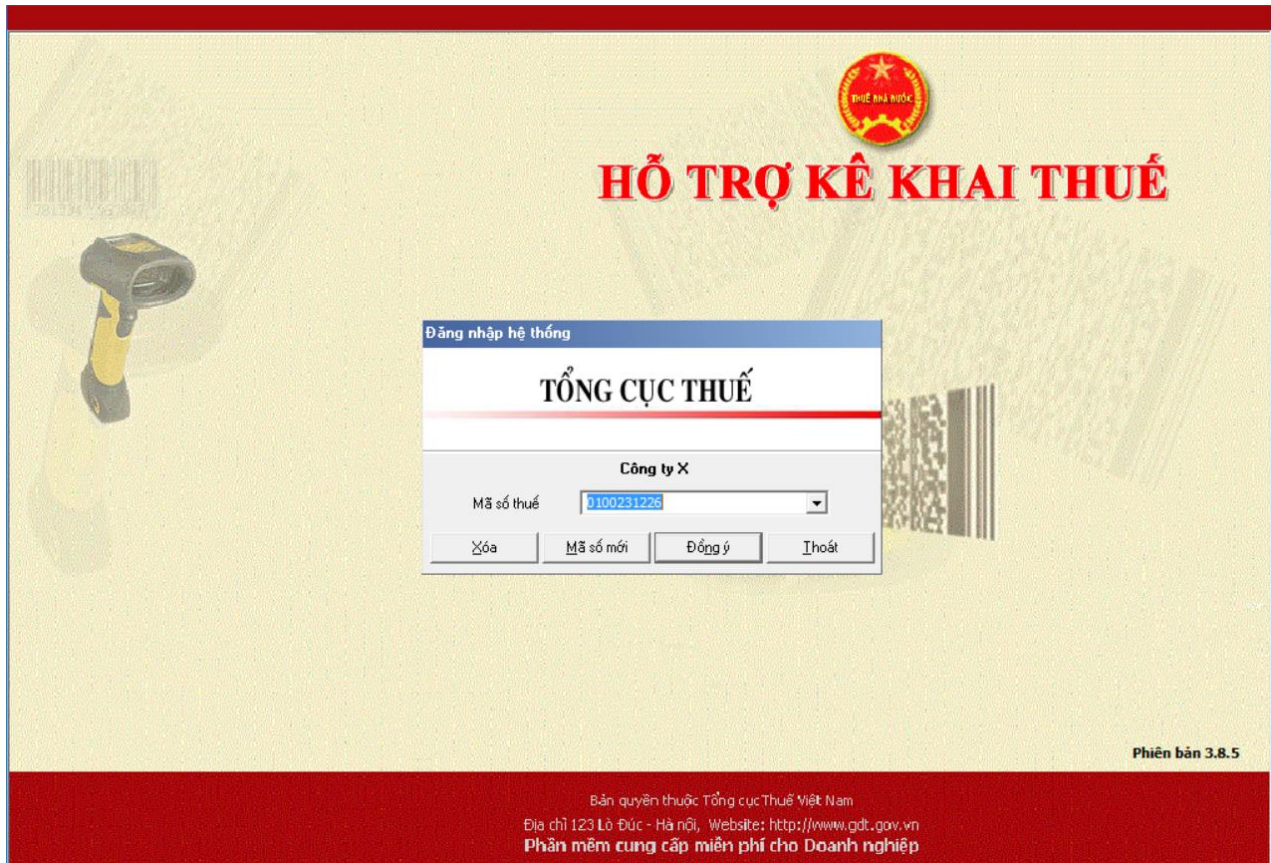 THUẾ NHÀ NƯỚC
HỖ TRỢ KÊ KHAI THUẾ
Đăng nhập hệ thống
TỔNG CỤC THUẾ
Công ty X
Mã số thuế
0100231226
Xóa
Mã số mới
Đồng ý
Thoát
Phiên bản 3.8.5
Bản quyền thuộc Tổng cục Thuế Việt Nam
Địa chỉ 123 Lò Đúc - Hà nội, Website: http://www.gdt.gov.vn
Phần mềm cung cấp miễn phí cho Doanh nghiệp